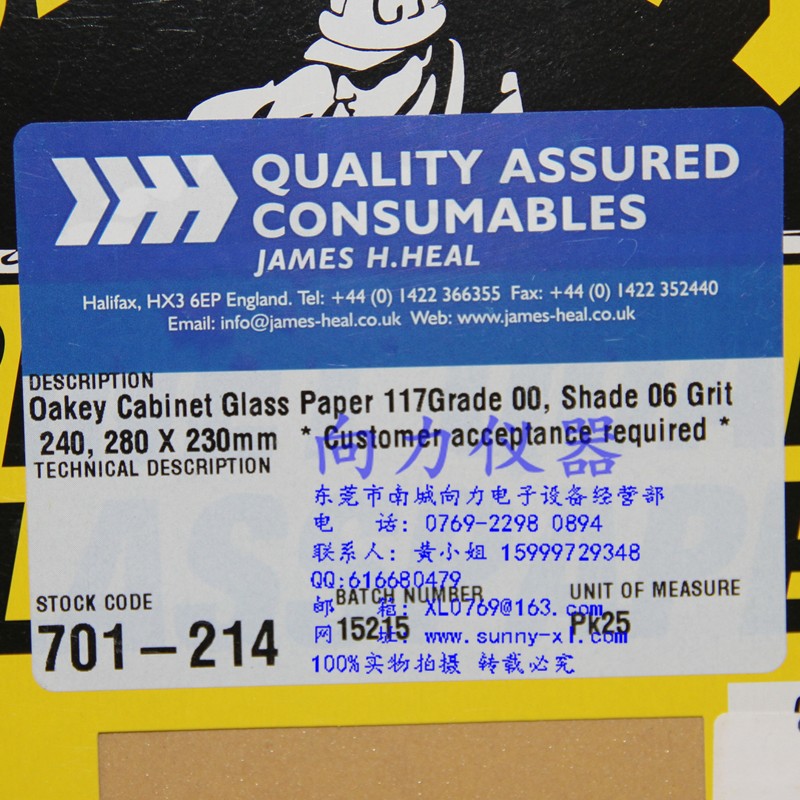 QUALITY ASSURED
CONSUMABLES
JAMES H.HEAL
Halifax, HX3 6EP England. Tel: +44 (0) 1422 366355 Fax: +44 (0) 1422 352440
Email: info@james-heal.co.uk Web: www.james-heal.co.uk
DESCRIPTION
Oakey Cabinet Glass Paper 117Grade 00, Shade 06 Grit
240, 280 X 230mm * Customer acceptance required *
TECHNICAL DESCRIPTION
向力仪器
东莞市南城向力电子设备经营部
电 话: 0769-2298 0894
联系人: 黄小姐 15999729348
QQ:616680479
邮 箱: XL0769@163.com
网 址: www.sunny-xl.com
100%实物拍摄 转载必究
STOCK CODE
701-214
BATCH NUMBER
15215
UNIT OF MEASURE
Pk25